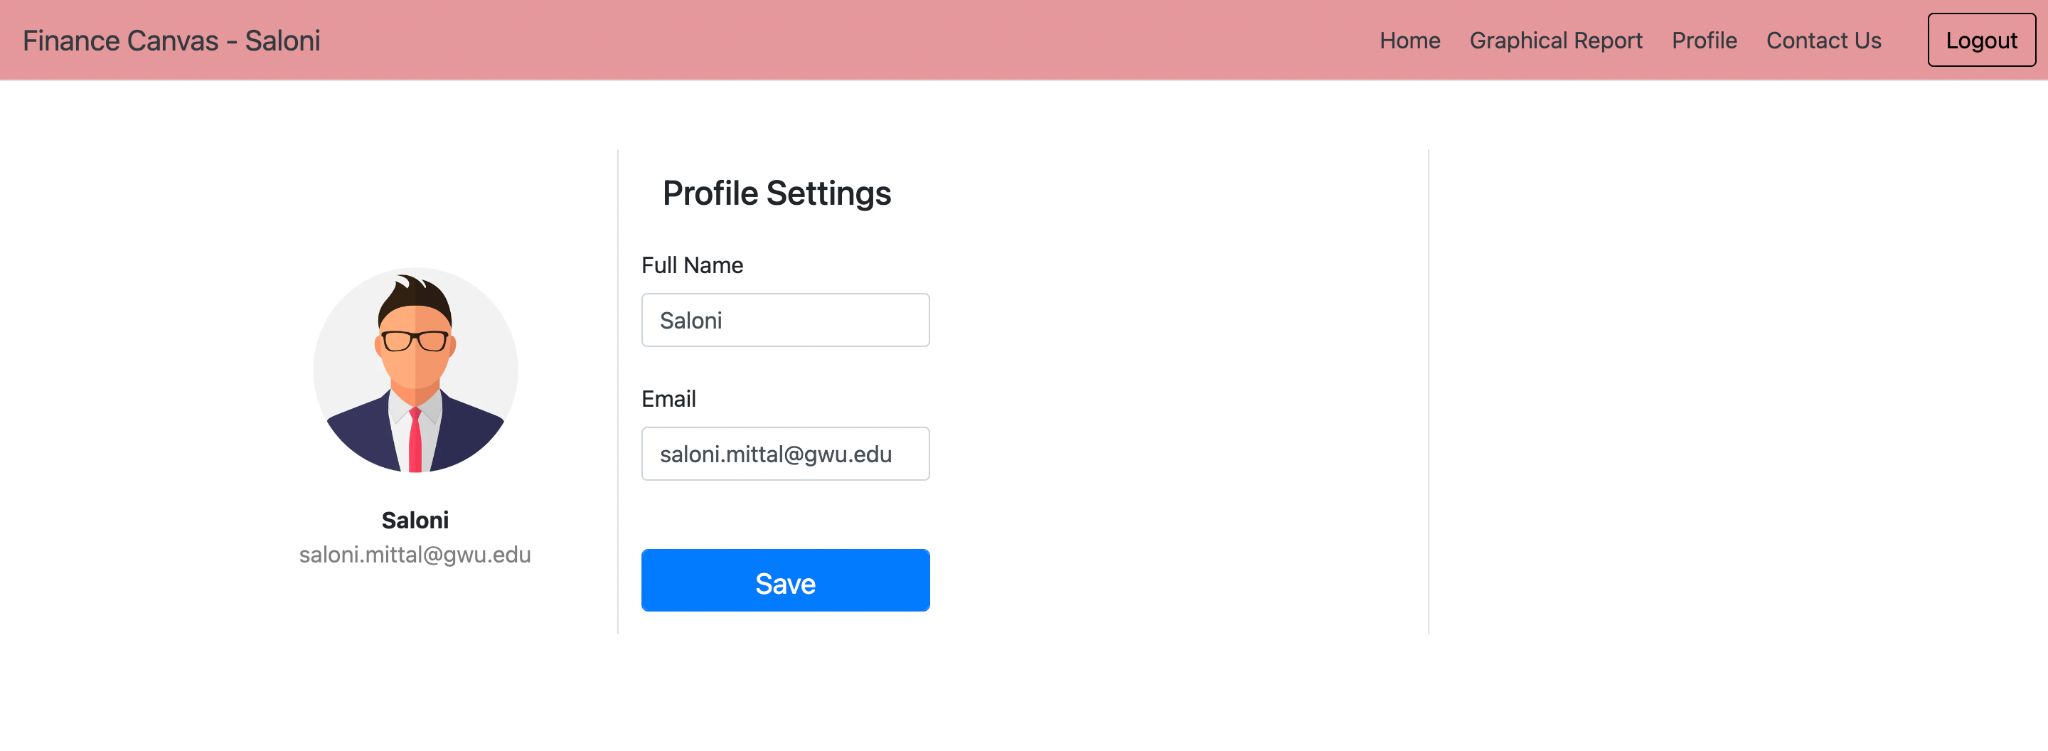 Finance Canvas - Saloni
Home Graphical Report Profile Contact Us Logout
Profile Settings
Full Name
Saloni
Email
saloni.mittal@gwu.edu
Saloni
saloni.mittal@gwu.edu
Save